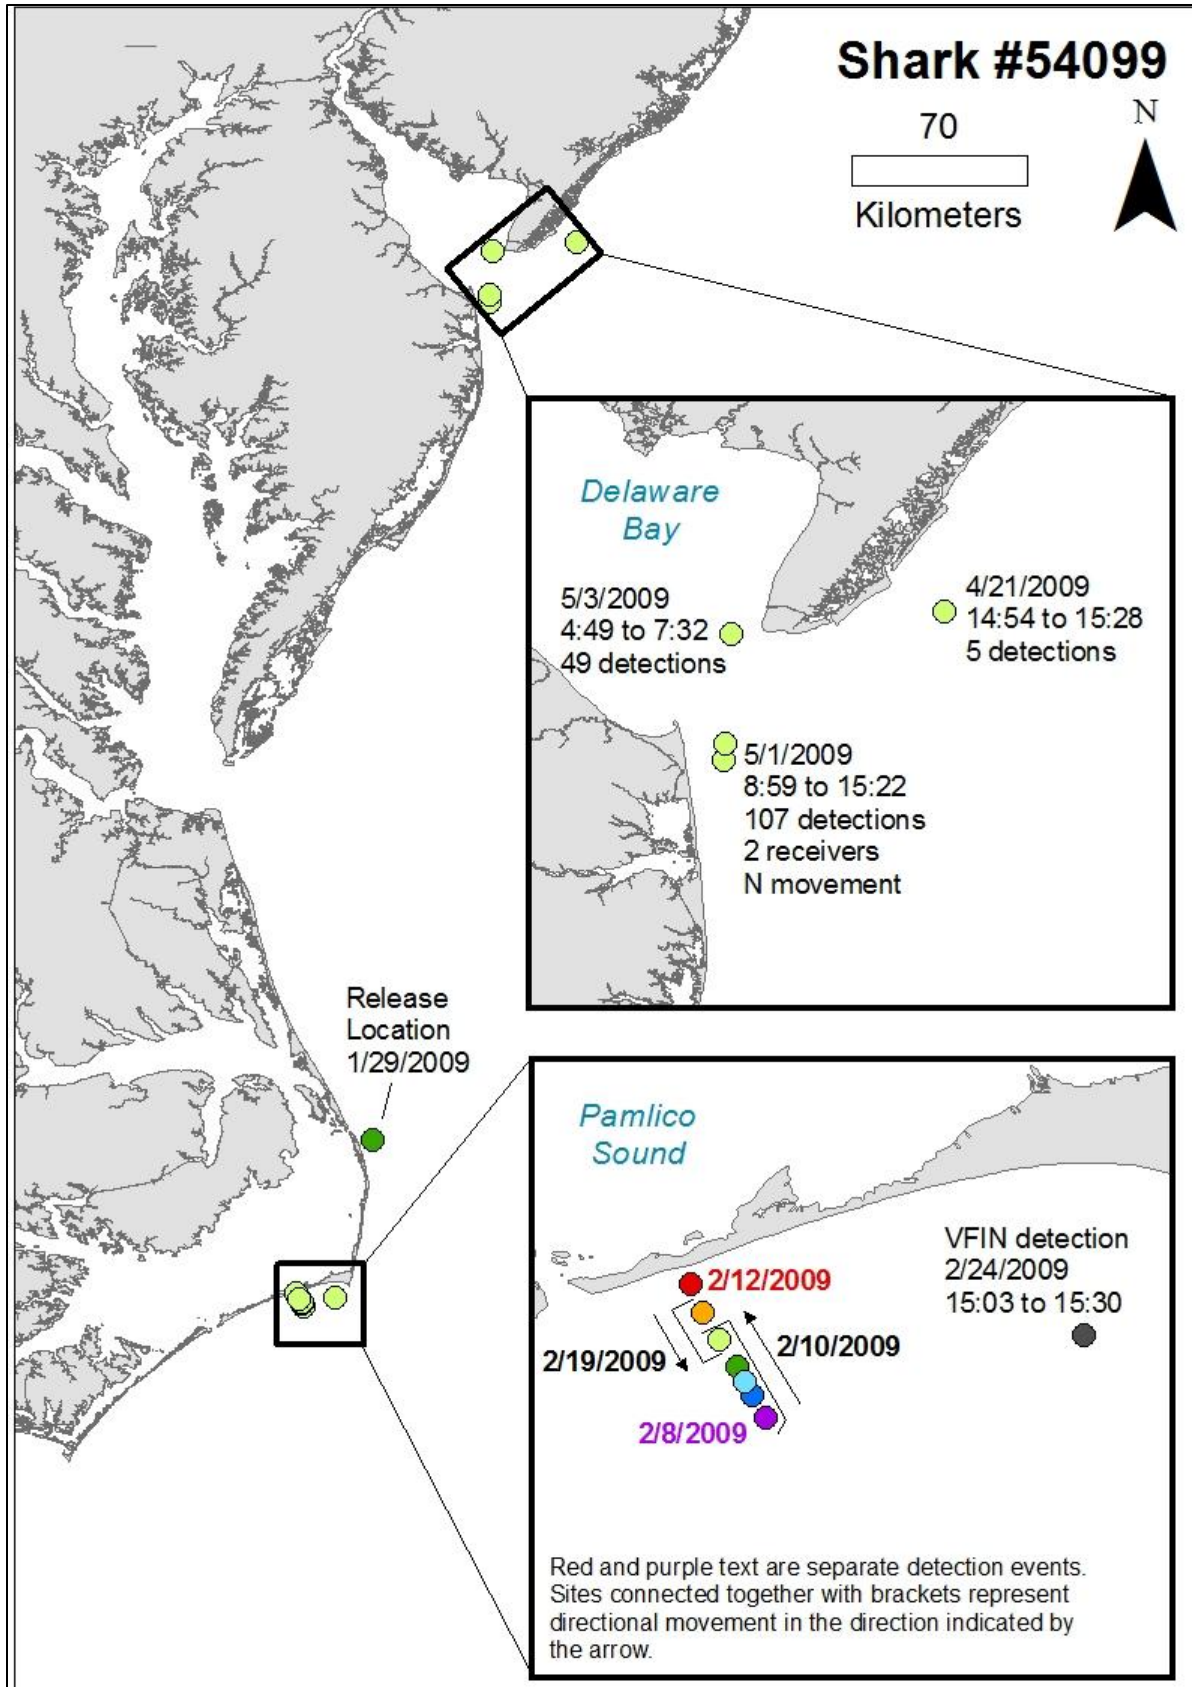 Shark #54099
70
Kilometers
N
Delaware
Bay
5/3/2009
4:49 to 7:32
49 detections
4/21/2009
14:54 to 15:28
5 detections
5/1/2009
8:59 to 15:22
107 detections
2 receivers
N movement
Release
Location
1/29/2009
Pamlico
Sound
VFIN detection
2/24/2009
15:03 to 15:30
2/12/2009
2/19/2009
2/10/2009
2/8/2009
Red and purple text are separate detection events.
Sites connected together with brackets represent
directional movement in the direction indicated by
the arrow.